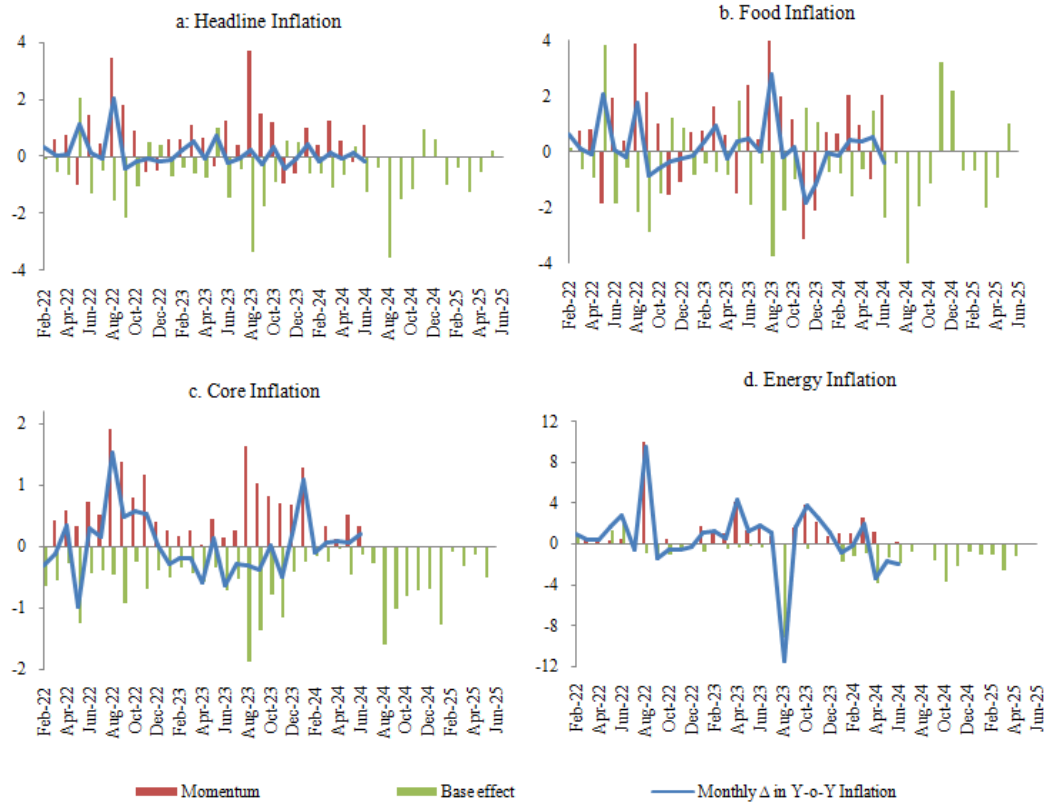 a: Headline Inflation
4
2
0
-2
-4
Feb-22
Apr-22
Jun-22
Aug-22
Oct-22
Dec-22
Feb-23
Apr-23
Jun-23
Aug-23
Oct-23
Dec-23
Feb-24
Apr-24
Jun-24
Aug-24
Oct-24
Dec-24
Feb-25
Apr-25
Jun-25
b. Food Inflation
4
2
0
-2
-4
Feb-22
Apr-22
Jun-22
Aug-22
Oct-22
Dec-22
Feb-23
Apr-23
Jun-23
Aug-23
Oct-23
Dec-23
Feb-24
Apr-24
Jun-24
Aug-24
Oct-24
Dec-24
Feb-25
Apr-25
Jun-25
c. Core Inflation
2
1
0
-1
-2
Feb-22
Apr-22
Jun-22
Aug-22
Oct-22
Dec-22
Feb-23
Apr-23
Jun-23
Aug-23
Oct-23
Dec-23
Feb-24
Apr-24
Jun-24
Aug-24
Oct-24
Dec-24
Feb-25
Apr-25
Jun-25
d. Energy Inflation
12
8
4
0
-4
-8
-12
Feb-22
Apr-22
Jun-22
Aug-22
Oct-22
Dec-22
Feb-23
Apr-23
Jun-23
Aug-23
Oct-23
Dec-23
Feb-24
Apr-24
Jun-24
Aug-24
Oct-24
Dec-24
Feb-25
Apr-25
Jun-25
Momentum
Base effect
Monthly Δ in Y-o-Y Inflation